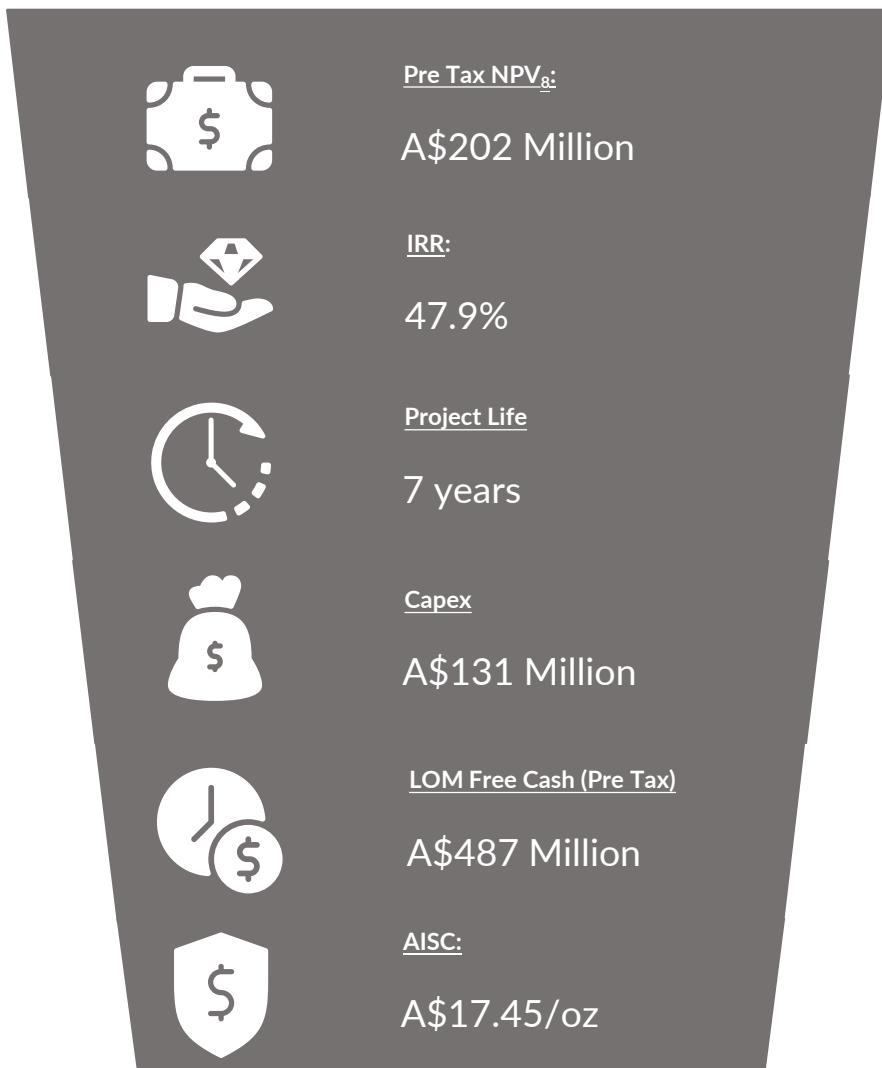 Pre Tax NPV8:
$
A$202 Million
IRR:
47.9%
Project Life
7 years
Capex
$
A$131 Million
LOM Free Cash (Pre Tax)
$
A$487 Million
AISC:
$
A$17.45/oz